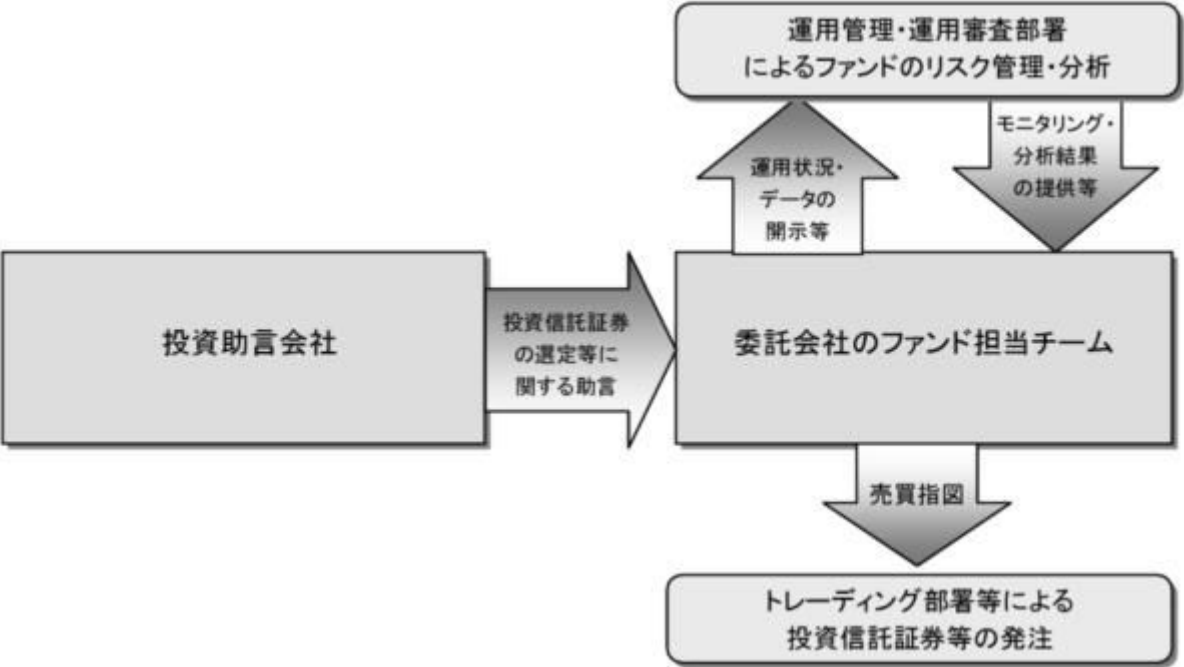 運用管理・運用審査部署
によるファンドのリスク管理・分析
運用状況・
データの
開示等
モニタリング・
分析結果
の提供等
投資助言会社
投資信託証券
の選定等に
関する助言
委託会社のファンド担当チーム
売買指図
トレーディング部署等による
投資信託証券等の発注